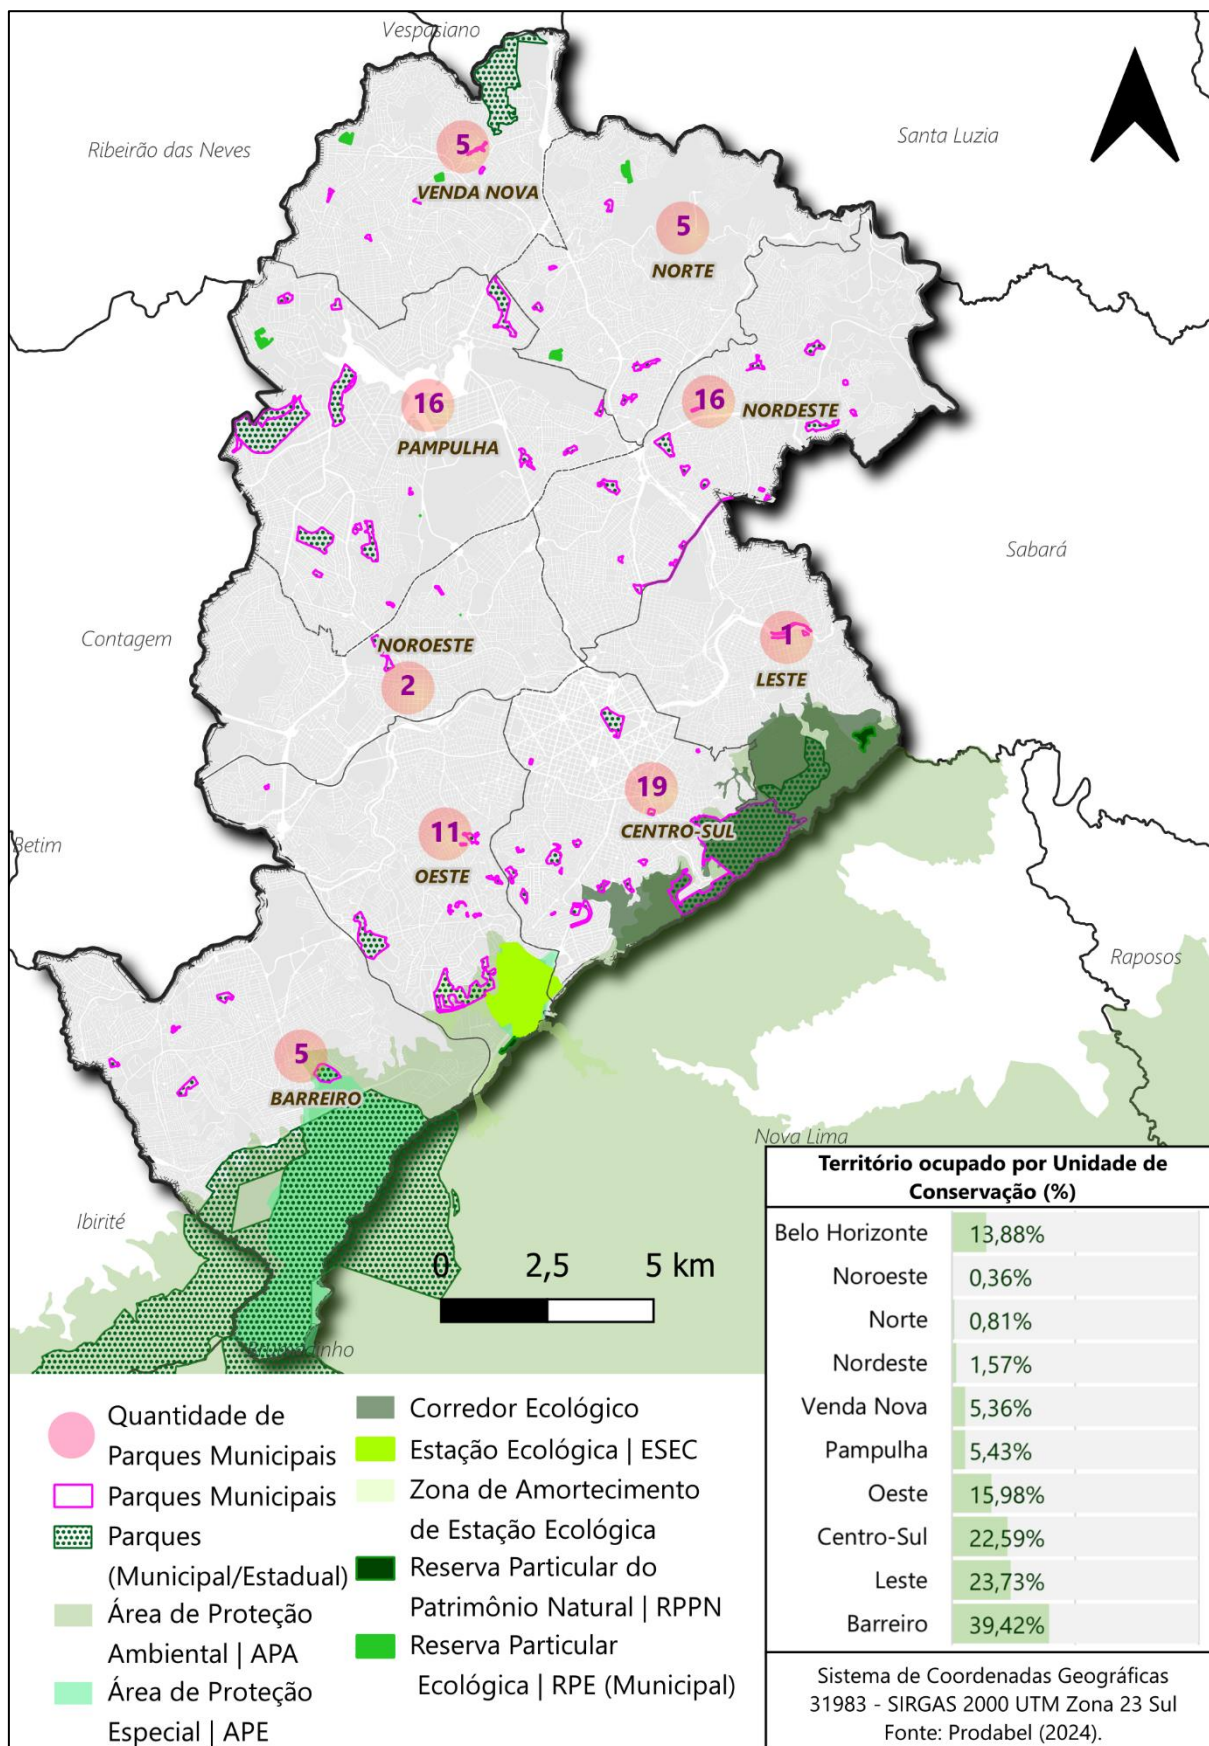 Vespasiano
Ribeirão das Neves
Santa Luzia
5
VENDA NOVA
5
NORTE
16
PAMPULHA
16
NORDESTE
Sabará
Contagem
NOROESTE
2
1
LESTE
19
CENTRO-SUL
11
OESTE
Betim
Raposos
5
BARREIRO
Nova Lima
Ibirité
0 2,5 5 km
Quantidade de
Parques Municipais
Parques Municipais
Parques
(Municipal/Estadual)
Área de Proteção
Ambiental | APA
Área de Proteção
Especial | APE
Corredor Ecológico
Estação Ecológica | ESEC
Zona de Amortecimento
de Estação Ecológica
Reserva Particular do
Patrimônio Natural | RPPN
Reserva Particular
Ecológica | RPE (Municipal)
Território ocupado por Unidade de
Conservação (%)
Belo Horizonte 13,88%
Noroeste 0,36%
Norte 0,81%
Nordeste 1,57%
Venda Nova 5,36%
Pampulha 5,43%
Oeste 15,98%
Centro-Sul 22,59%
Leste 23,73%
Barreiro 39,42%
Sistema de Coordenadas Geográficas
31983 - SIRGAS 2000 UTM Zona 23 Sul
Fonte: Prodabel (2024).